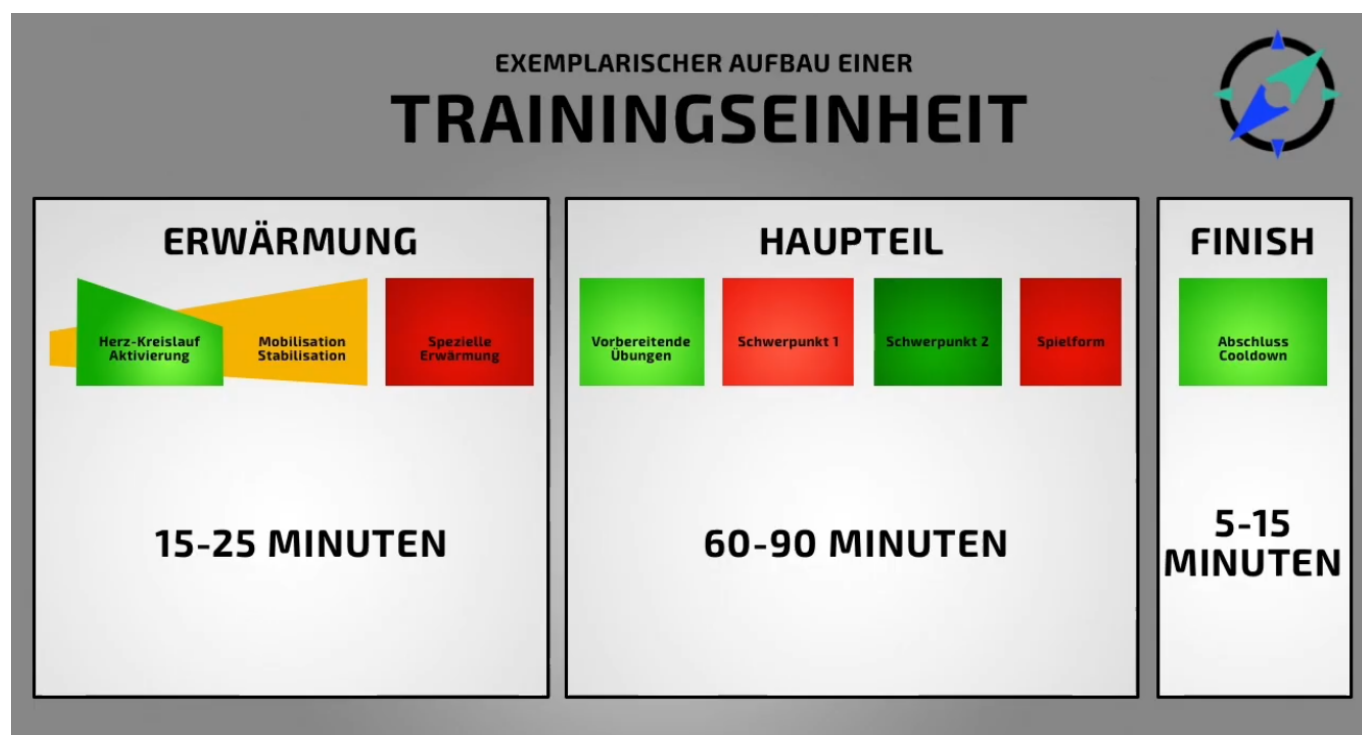 EXEMPLARISCHER AUFBAU EINER
TRAININGSEINHEIT
ERWÄRMUNG
Herz-Kreislauf
Aktivierung
Mobilisation
Stabilisation
Spezielle
Erwärmung
15-25 MINUTEN
HAUPTEIL
Vorbereitende
Übungen
Schwerpunkt 1
Schwerpunkt 2
Spielform
60-90 MINUTEN
FINISH
Abschluss
Cooldown
5-15
MINUTEN